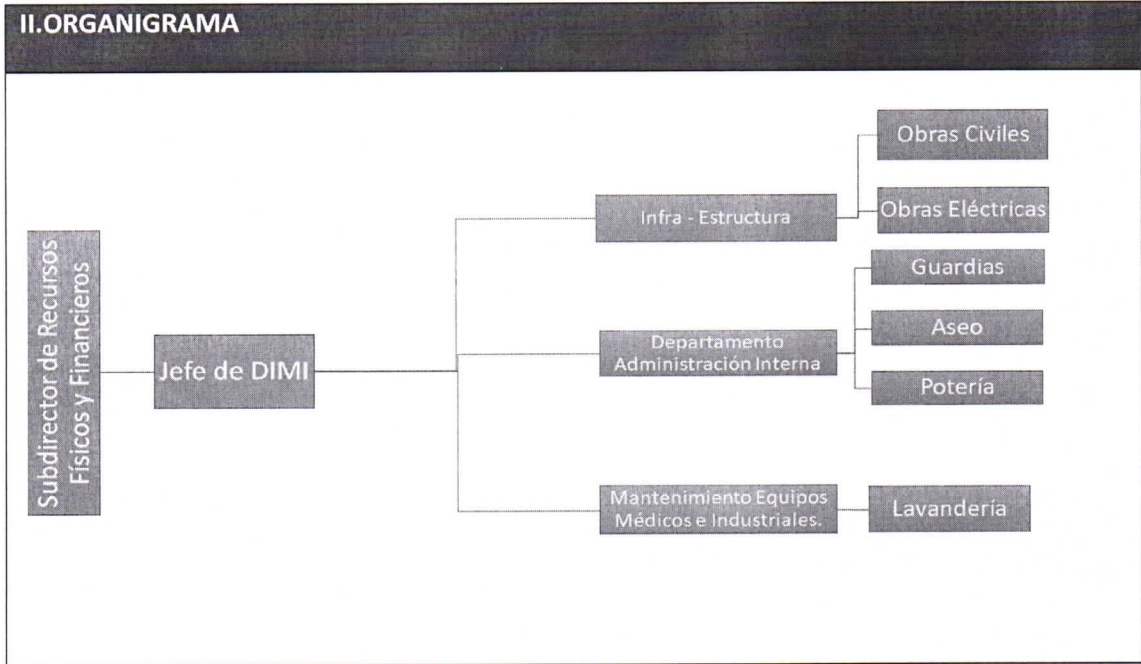 II.ORGANIGRAMA
Subdirector de Recursos
Físicos y Financieros
Jefe de DIMI
Infra - Estructura
Obras Civiles
Obras Eléctricas
Departamento
Administración Interna
Guardias
Aseo
Potería
Mantenimiento Equipos
Médicos e Industriales.
Lavandería